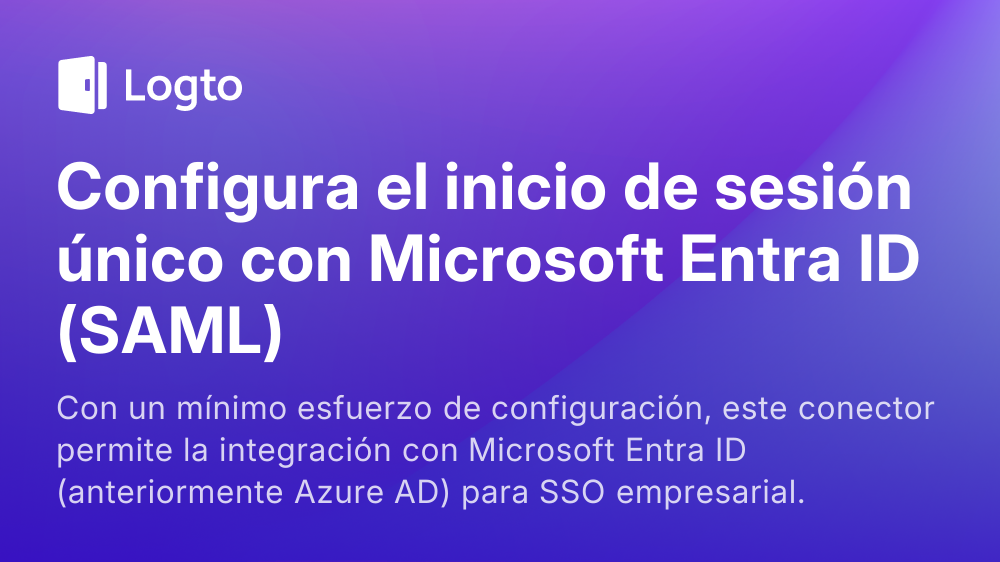 Logto
Configura el inicio de sesión
único con Microsoft Entra ID
(SAML)
Con un mínimo esfuerzo de configuración, este conector
permite la integración con Microsoft Entra ID
(anteriormente Azure AD) para SSO empresarial.